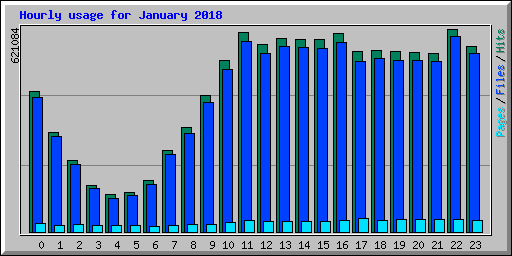 Hourly usage for January 2018
621084
Pages / Files / Hits
0 1 2 3 4 5 6 7 8 9 10 11 12 13 14 15 16 17 18 19 20 21 22 23